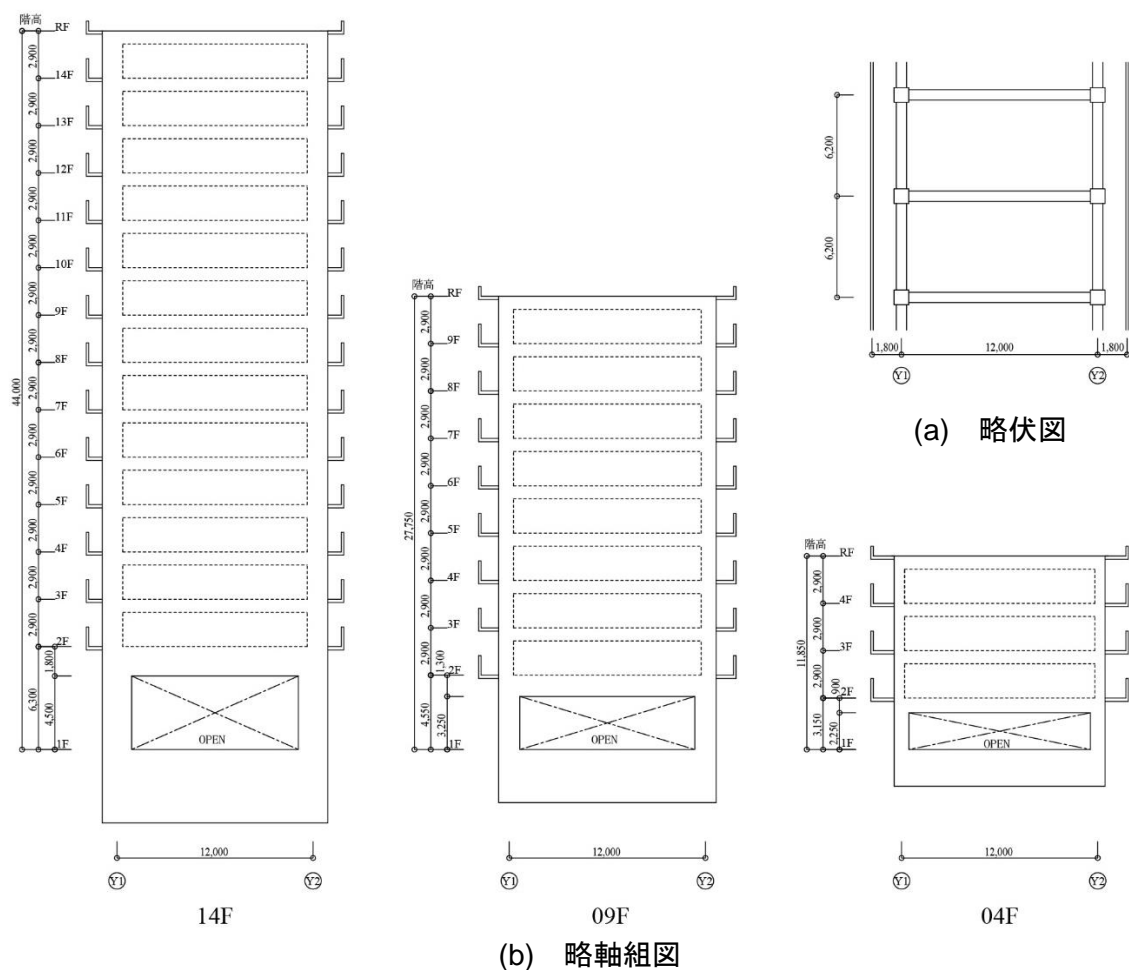 階高
RF
2,900
14F
2,900
13F
2,900
12F
2,900
11F
2,900
10F
2,900
9F
2,900
8F
2,900
7F
2,900
6F
2,900
5F
2,900
4F
2,900
3F
2,900
2F
1,800
6,300
4,500
1F
44,000
OPEN
12,000
Y1
Y2
14F
階高
RF
2,900
9F
2,900
8F
2,900
7F
2,900
6F
2,900
5F
2,900
4F
2,900
3F
2,900
1,300
2F
4,550
3,250
1F
27,750
OPEN
12,000
Y1
Y2
09F
6,200
6,200
1,800
12,000
1,800
Y1
Y2
(a) 略伏図
階高
RF
2,900
4F
2,900
3F
2,900
900
2F
3,150
2,250
1F
11,850
OPEN
12,000
Y1
Y2
04F
(b) 略軸組図